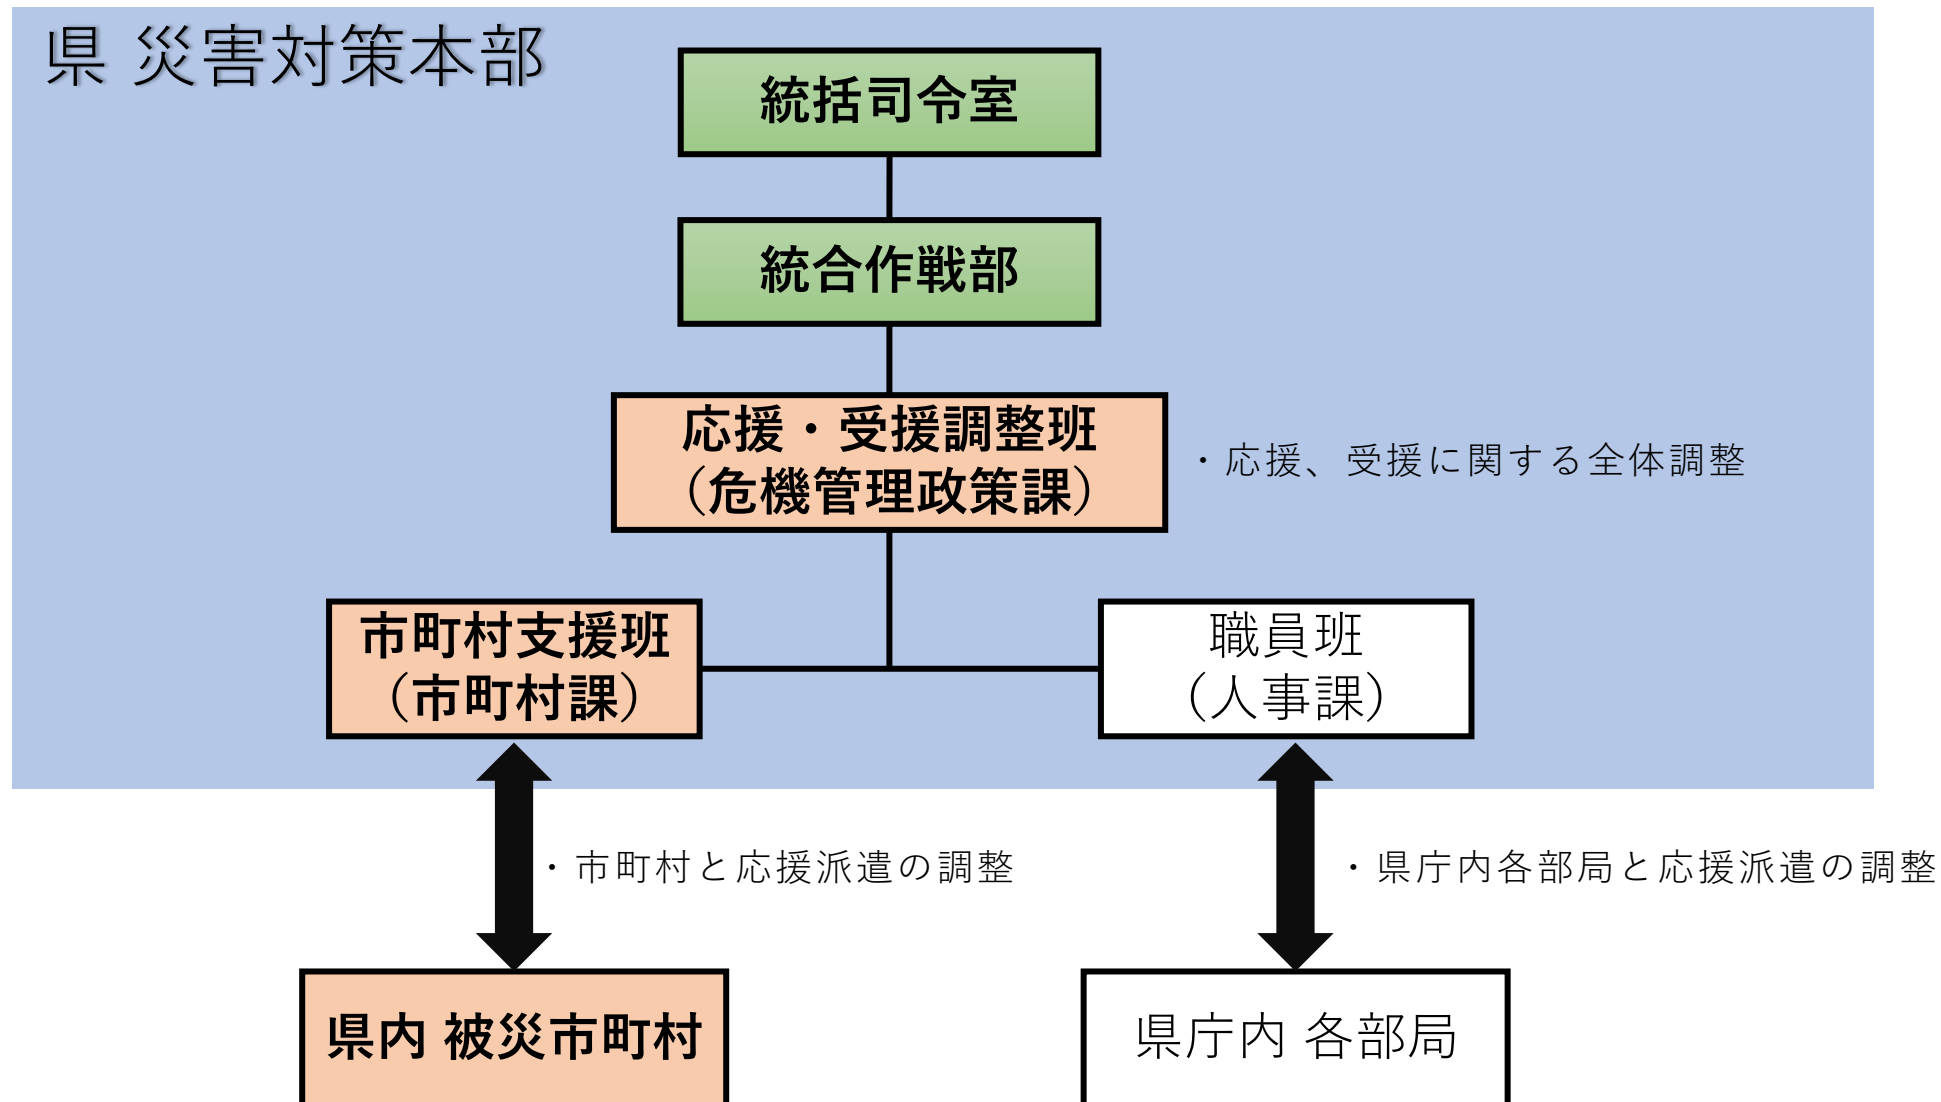 県 災害対策本部
統括司令室
統合作戦部
応援・受援調整班
（危機管理政策課）
・応援、受援に関する全体調整
市町村支援班
（市町村課）
職員班
（人事課）
・市町村と応援派遣の調整
・県庁内各部局と応援派遣の調整
県内 被災市町村
県庁内 各部局